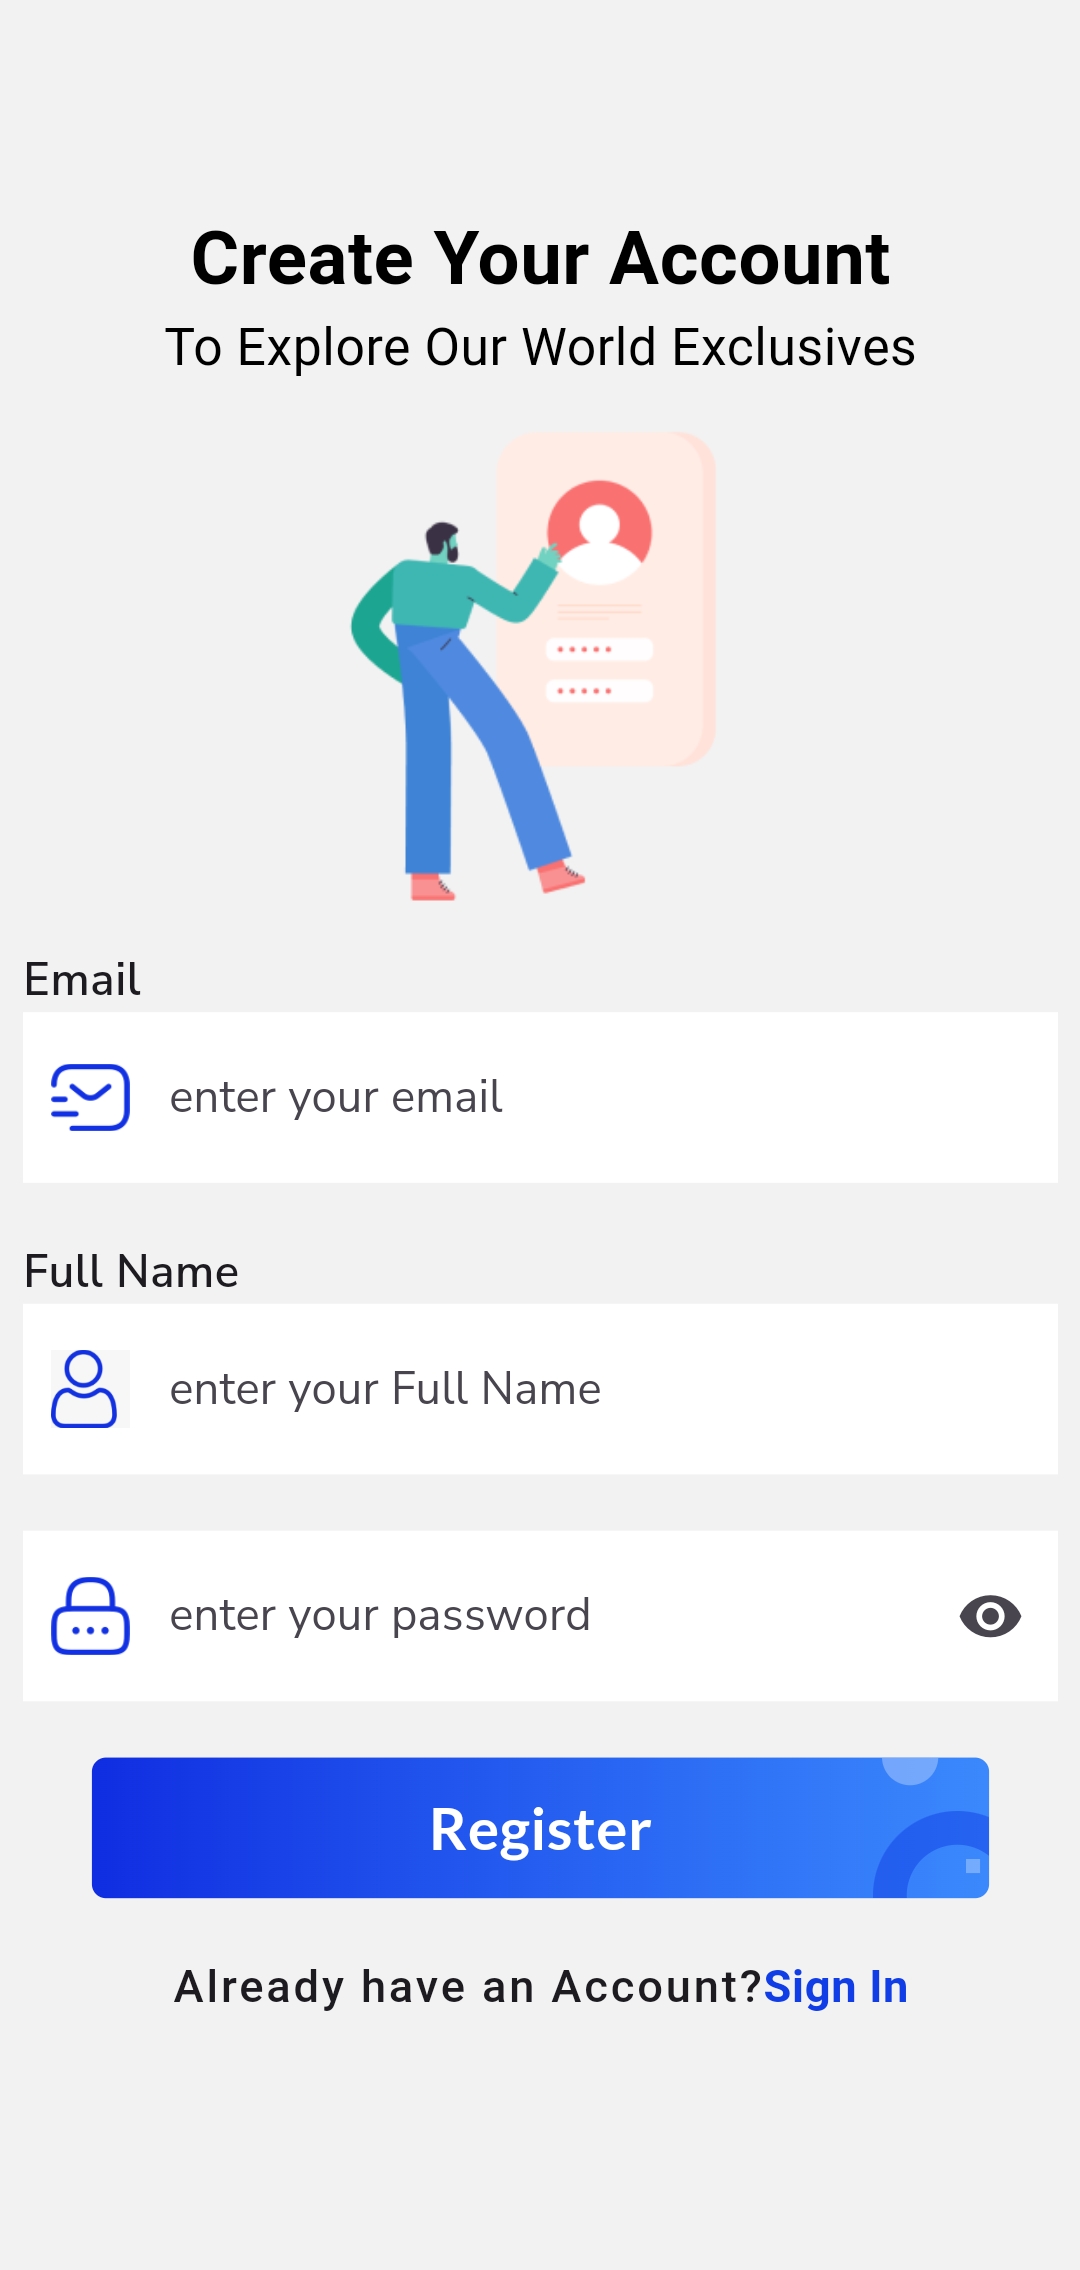 Create Your Account
To Explore Our World Exclusives
Email
enter your email
Full Name
enter your Full Name
enter your password
Register
Already have an Account?Sign In